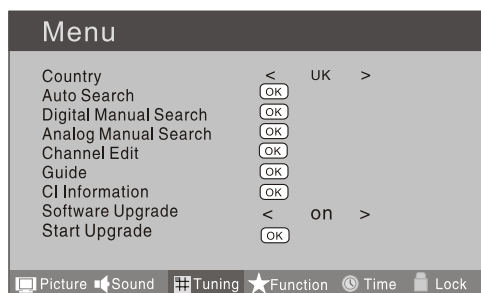 Menu
Country < UK >
Auto Search OK
Digital Manual Search OK
Analog Manual Search OK
Channel Edit OK
Guide OK
CI Information OK
Software Upgrade < on >
Start Upgrade OK
Picture Sound Tuning Function Time Lock